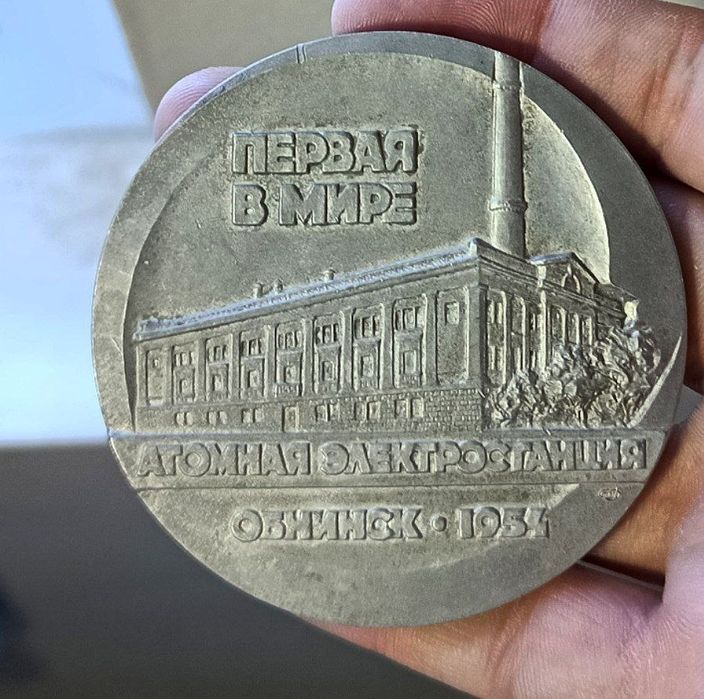 ПЕРВАЯ
В МИРЕ
АТОМНАЯ ЭЛЕКТРОСТАНЦИЯ
ОБНИНСК • 1954